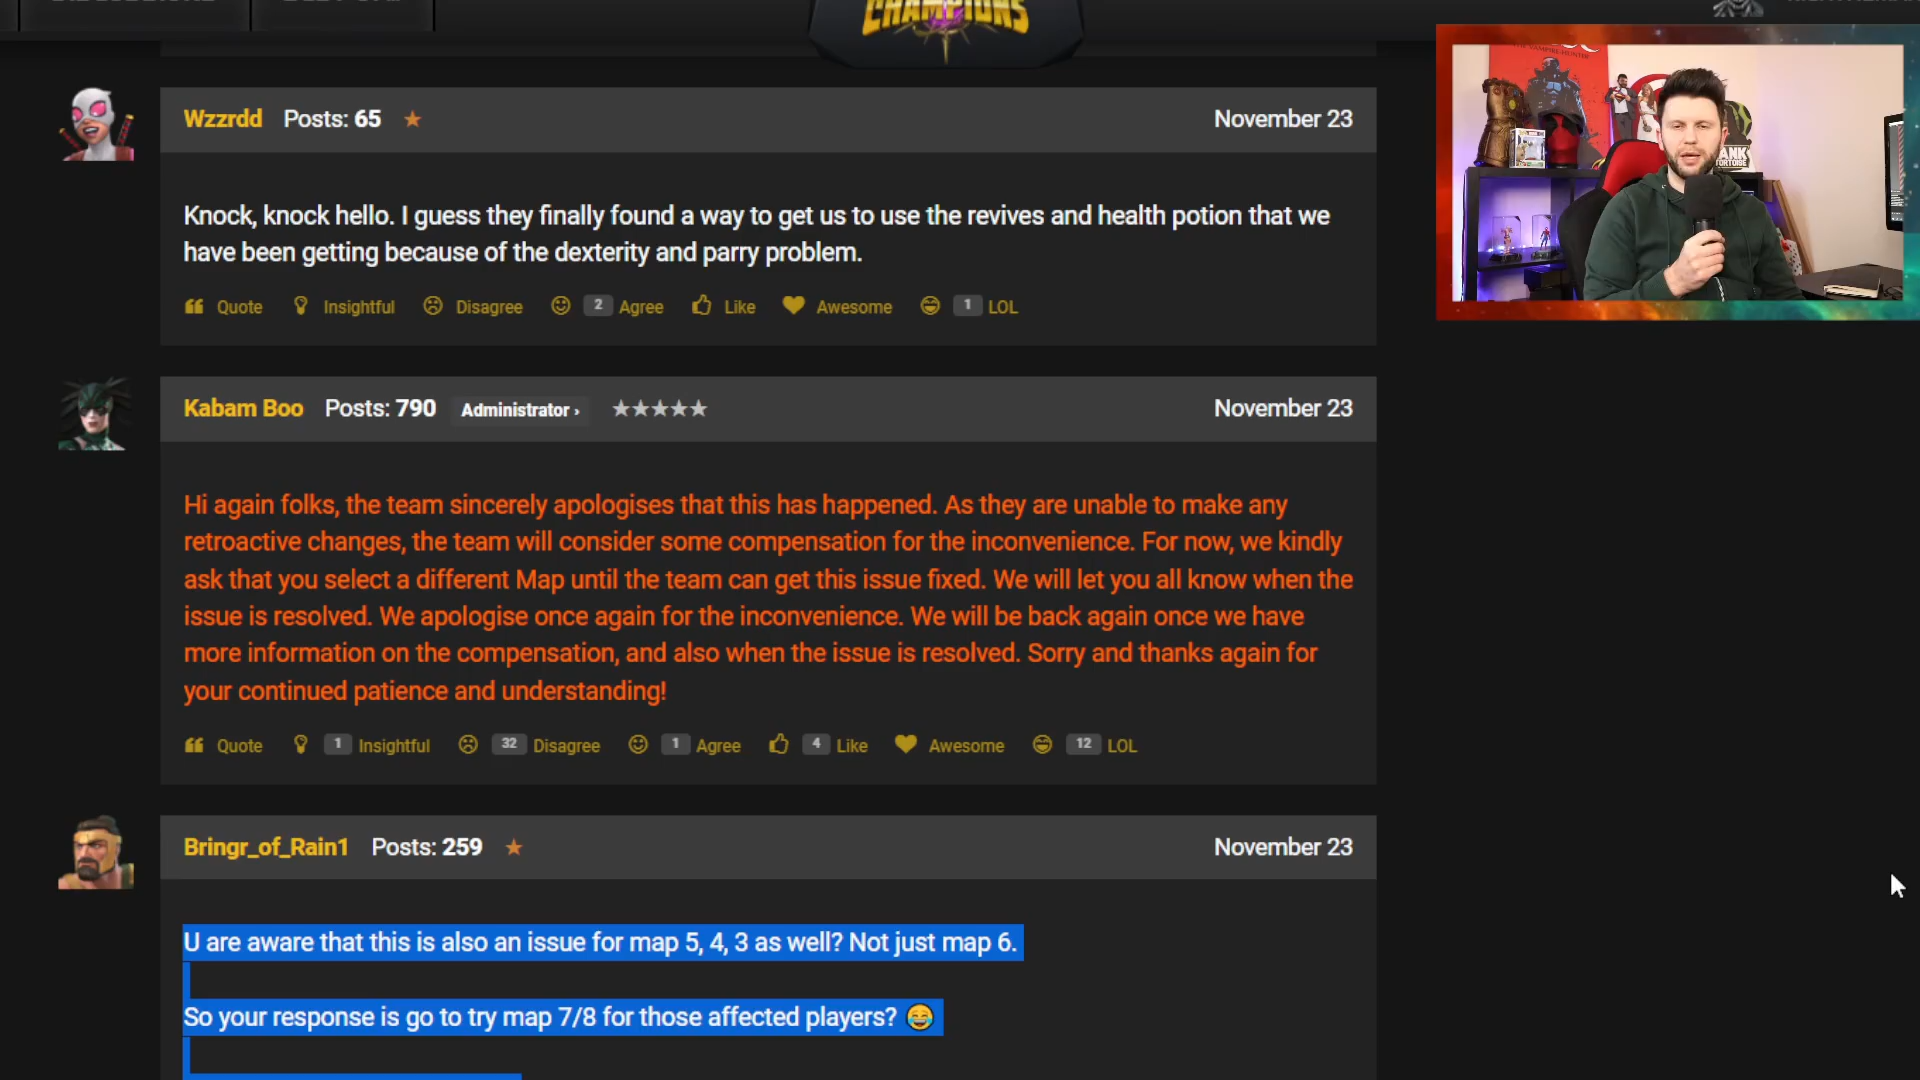 CHAMPIONS
Wzzrdd Posts: 65 November 23
Knock, knock hello. I guess they finally found a way to get us to use the revives and health potion that we
have been getting because of the dexterity and parry problem.
Quote Insightful Disagree 2 Agree Like Awesome 1 LOL
Kabam Boo Posts: 790 Administrator › November 23
Hi again folks, the team sincerely apologises that this has happened. As they are unable to make any
retroactive changes, the team will consider some compensation for the inconvenience. For now, we kindly
ask that you select a different Map until the team can get this issue fixed. We will let you all know when the
issue is resolved. We apologise once again for the inconvenience. We will be back again once we have
more information on the compensation, and also when the issue is resolved. Sorry and thanks again for
your continued patience and understanding!
Quote 1 Insightful 32 Disagree 1 Agree 4 Like Awesome 12 LOL
Bringr_of_Rain1 Posts: 259 November 23
U are aware that this is also an issue for map 5, 4, 3 as well? Not just map 6.
So your response is go to try map 7/8 for those affected players? 😂